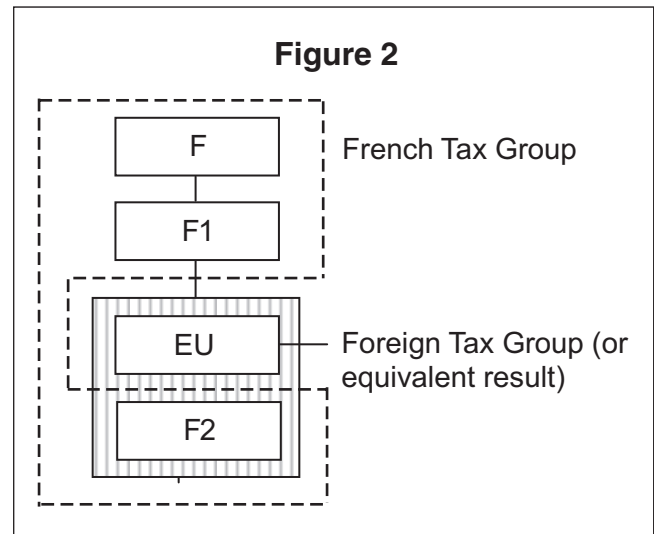 Figure 2
F
French Tax Group
F1
EU
Foreign Tax Group (or
equivalent result)
F2